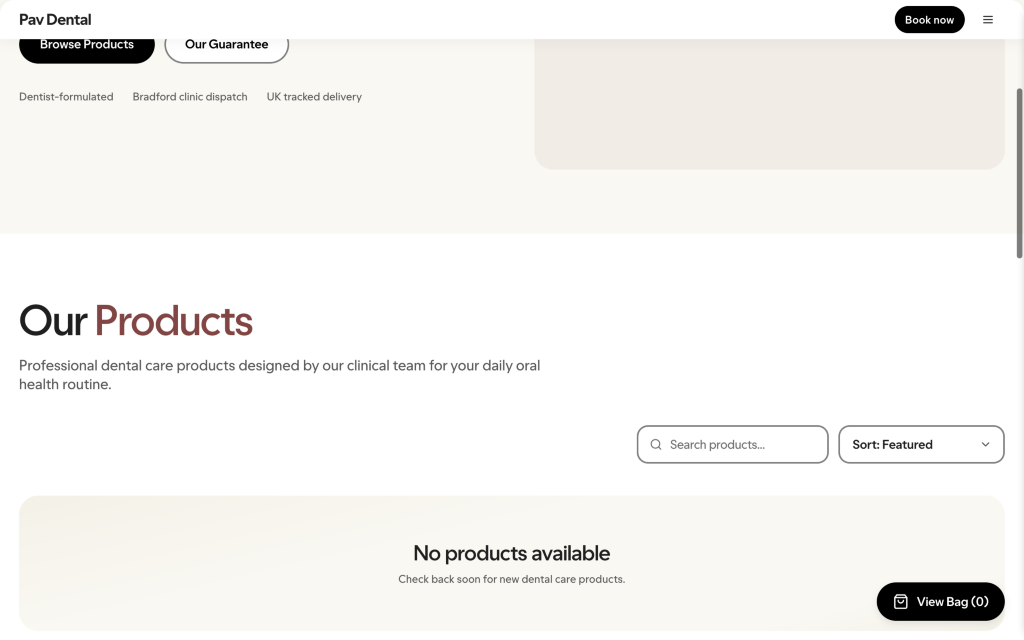 Pav Dental
Book now
Browse Products
Our Guarantee
Dentist-formulated
Bradford clinic dispatch
UK tracked delivery
Our Products
Professional dental care products designed by our clinical team for your daily oral
health routine.
Search products...
Sort: Featured
No products available
Check back soon for new dental care products.
View Bag (0)